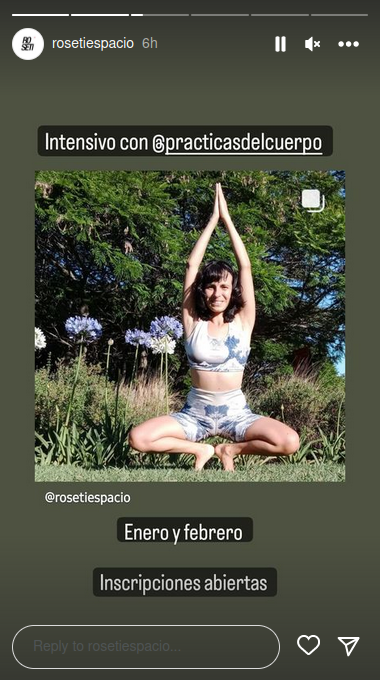 RO
SETI
rosetiespacio 6h
Intensivo con @practicasdelcuerpo
@rosetiespacio
Enero y febrero
Inscripciones abiertas
Reply to rosetiespacio...